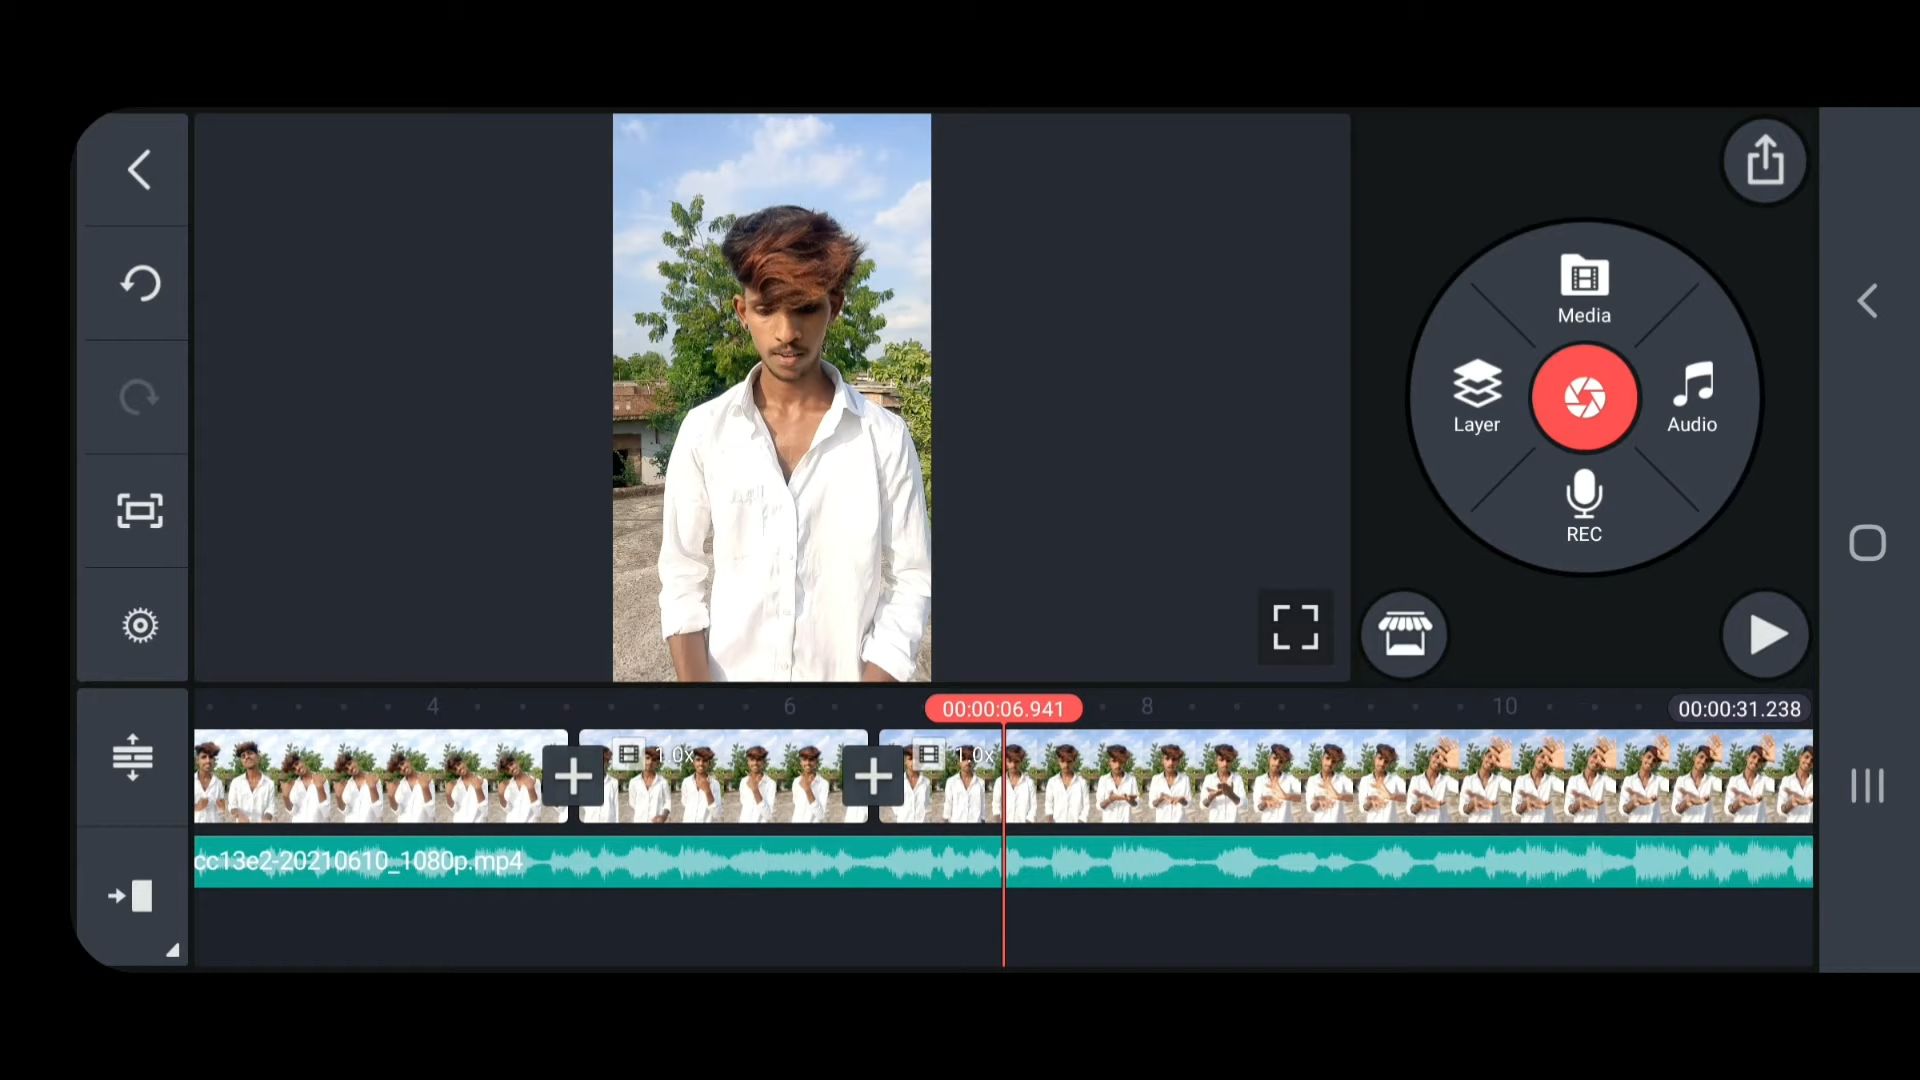 Media
Layer
Audio
REC
4
6
00:00:06.941
8
10
00:00:31.238
1.0x
1.0x
cc13e2-20210610_1080p.mp4